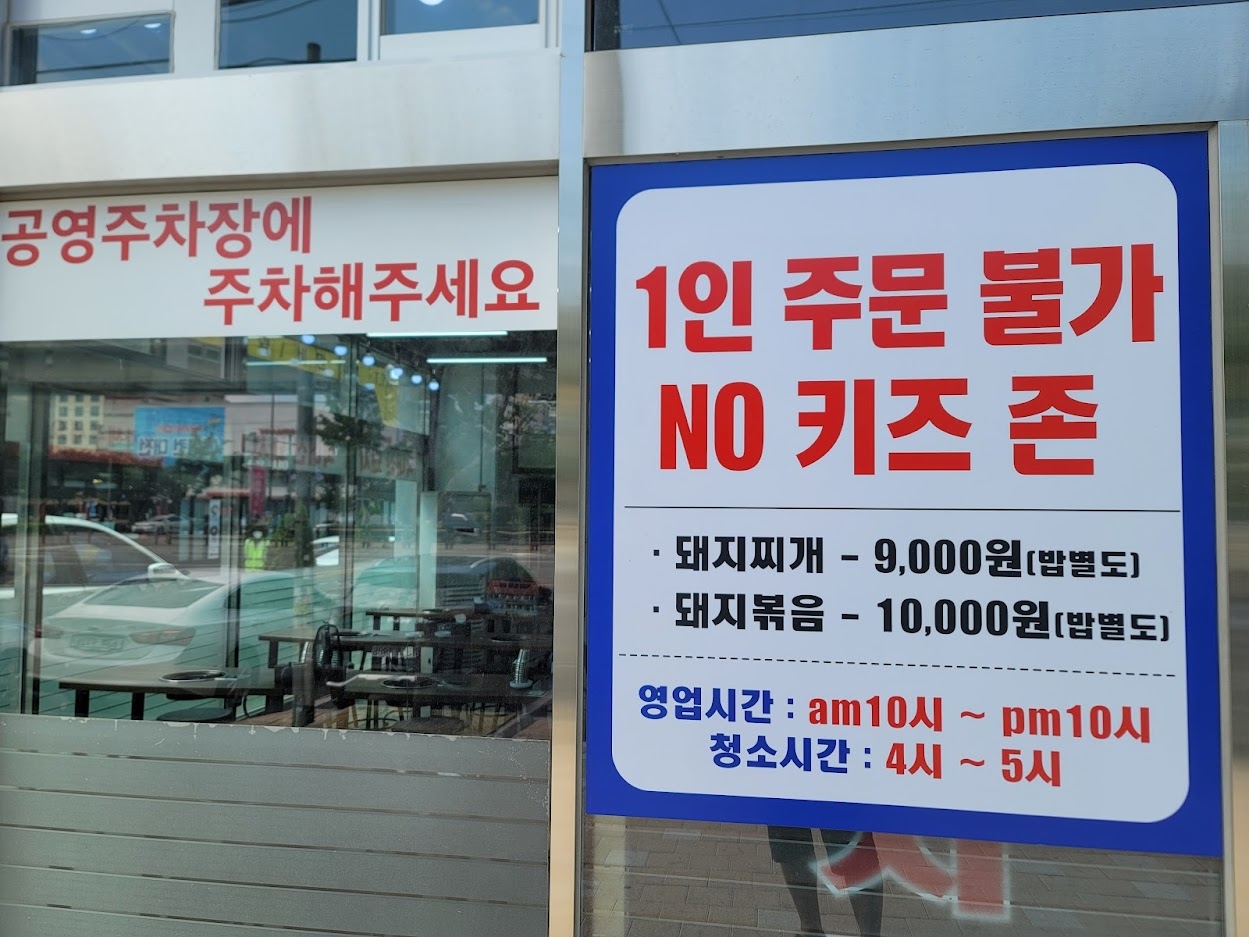 공영주차장에
주차해주세요
1인 주문 불가
NO 키즈 존
· 돼지찌개 - 9,000원(밥별도)
· 돼지볶음 - 10,000원(밥별도)
영업시간 : am10시 ~ pm10시
청소시간 : 4시 ~ 5시